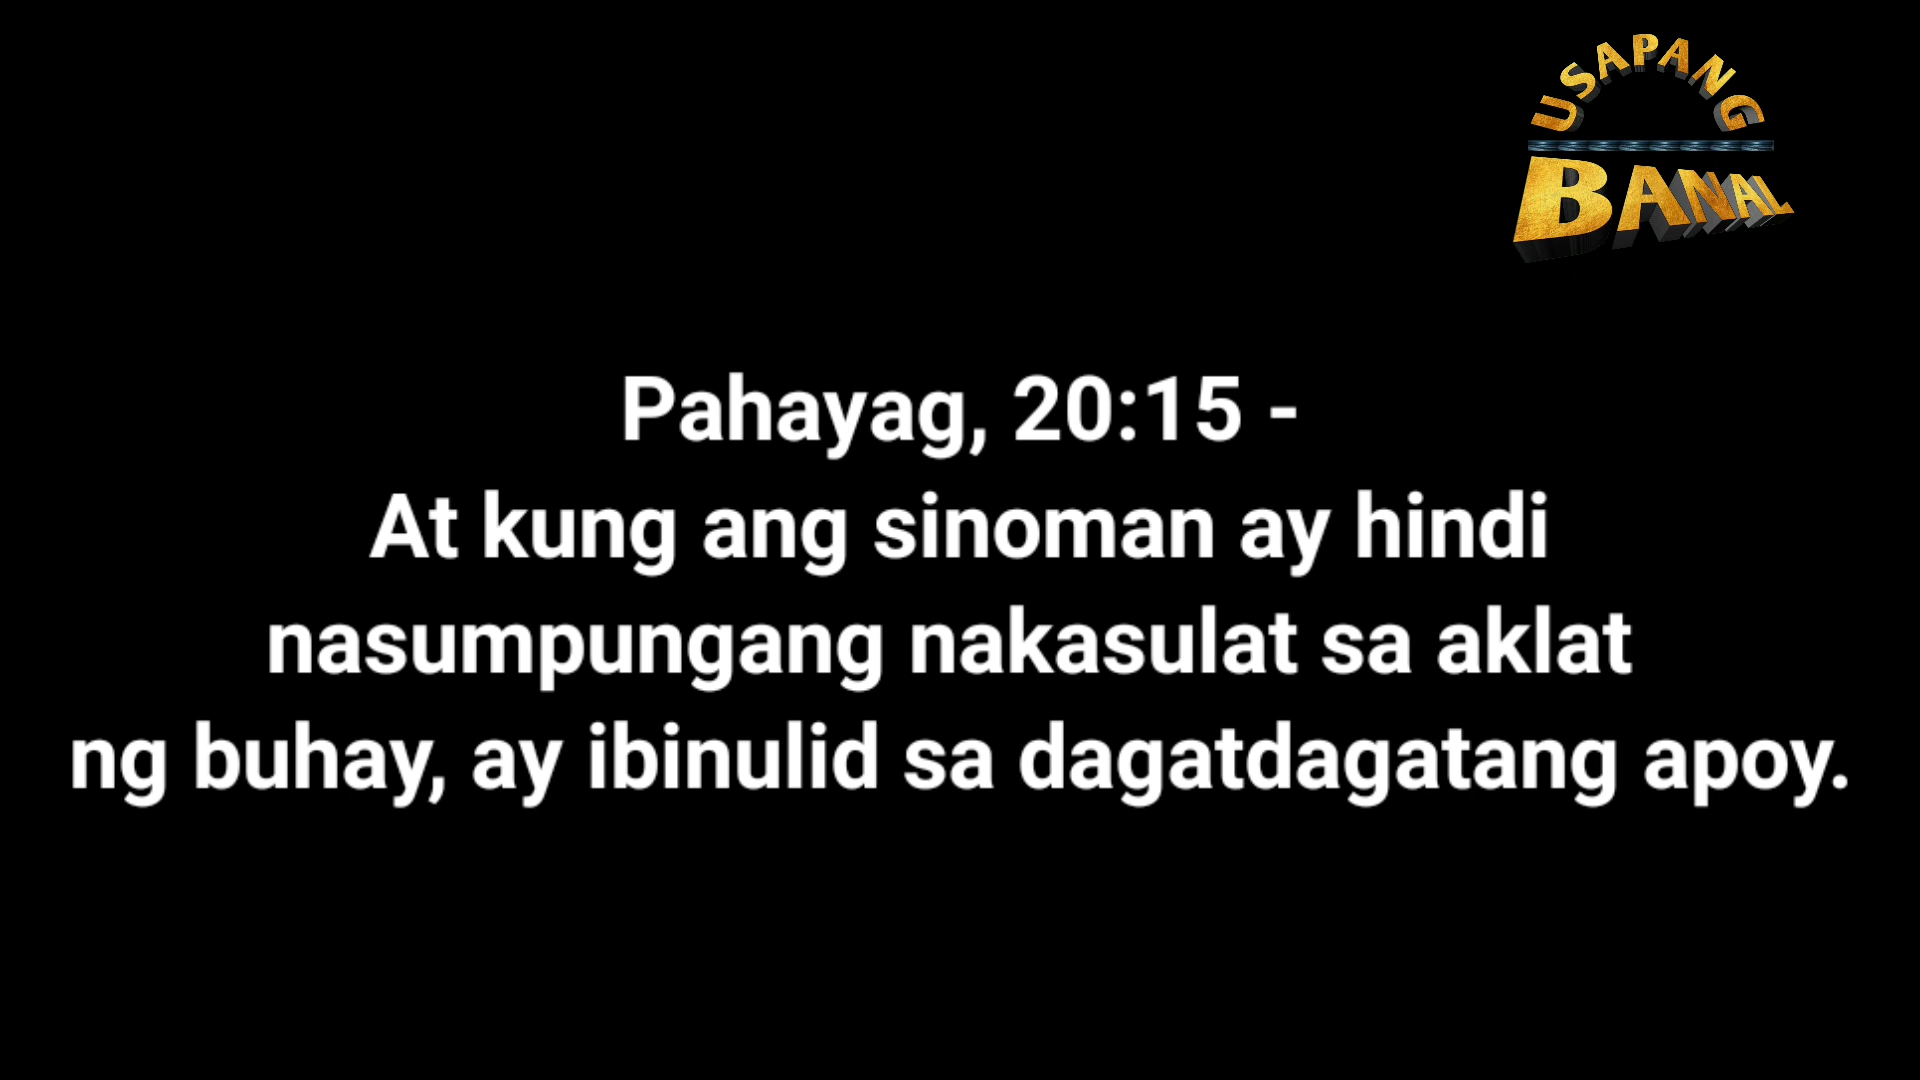 USAPANG
BANAL
Pahayag, 20:15 -
At kung ang sinoman ay hindi
nasumpungang nakasulat sa aklat
ng buhay, ay ibinulid sa dagatdagatang apoy.